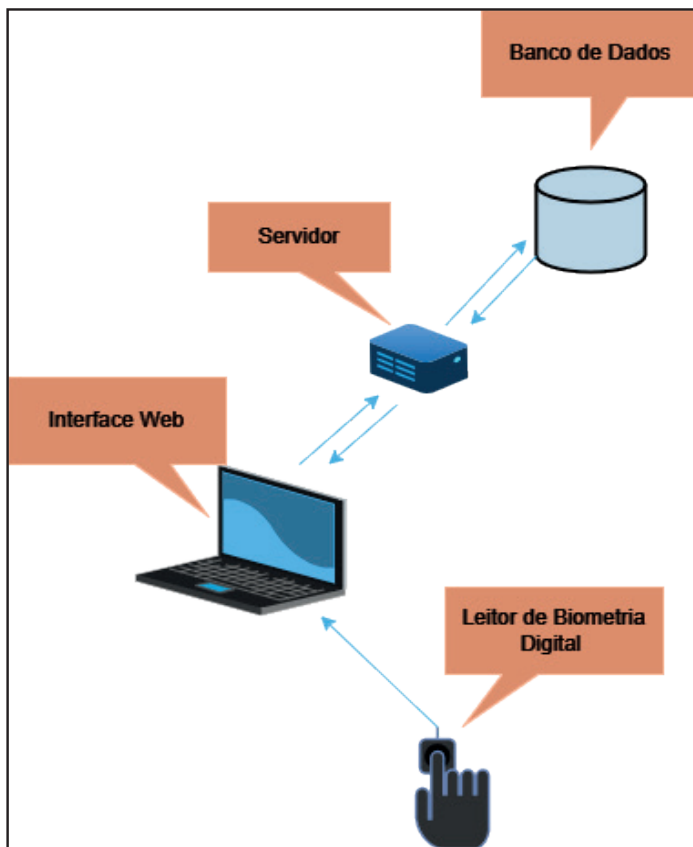 Banco de Dados
Servidor
Interface Web
Leitor de Biometria
Digital